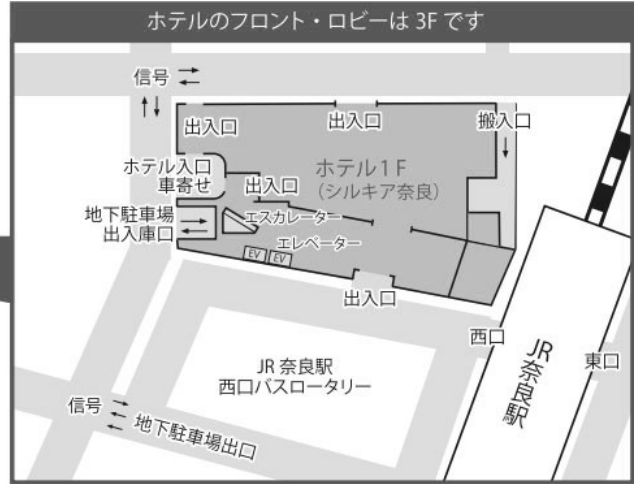 ホテルのフロント・ロビーは 3F です
信号
出入口
出入口
搬入口
ホテル入口
車寄せ
ホテル1F
(シルキア奈良)
出入口
地下駐車場
出入庫口
エスカレーター
エレベーター
EV EV
出入口
西口
JR奈良駅
東口
JR 奈良駅
西口バスロータリー
信号
地下駐車場出口